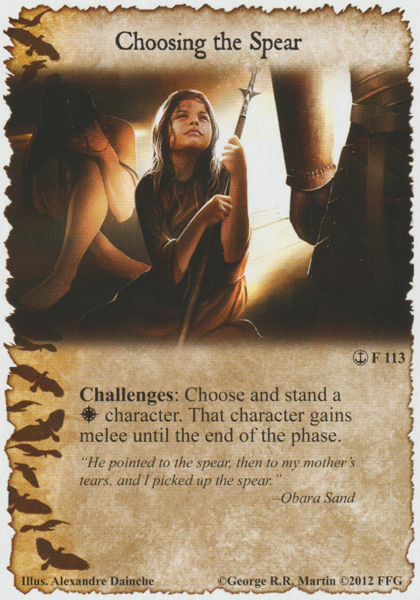 Choosing the Spear
F 113
Challenges: Choose and stand a
character. That character gains
melee until the end of the phase.
“He pointed to the spear, then to my mother’s
tears, and I picked up the spear.”
–Obara Sand
Illus. Alexandre Dainche ©George R.R. Martin ©2012 FFG